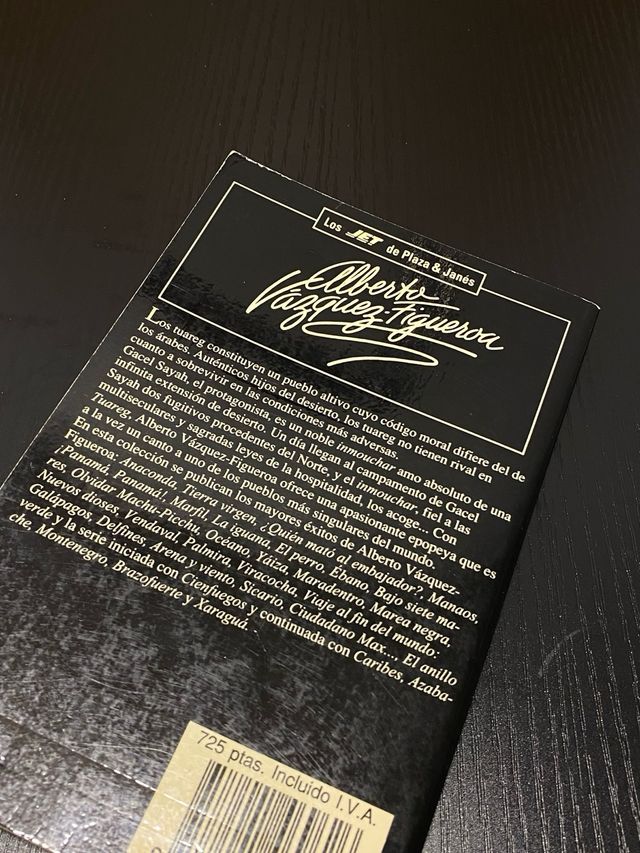 Los JET de Plaza & Janés
Alberto
Vázquez-Figueroa
Los tuareg constituyen un pueblo altivo cuyo código moral difiere del de
los árabes. Auténticos hijos del desierto, los tuareg no tienen rival en
cuanto a sobrevivir en las condiciones más adversas.
Gacel Sayah, el protagonista, es un noble inmouchar amo absoluto de una
infinita extensión de desierto. Un día llegan al campamento de Gacel
Sayah dos fugitivos procedentes del Norte, y el inmouchar, fiel a las
multiseculares y sagradas leyes de la hospitalidad, los acoge... Con
Tuareg, Alberto Vázquez-Figueroa ofrece una apasionante epopeya que es
a la vez un canto a uno de los pueblos más singulares del mundo.
En esta colección se publican los mayores éxitos de Alberto Vázquez-
Figueroa: Anaconda, Tierra virgen, ¿Quién mató al embajador?, Manaos,
¡Panamá, Panamá!, Marfil, La iguana, El perro, Ébano, Bajo siete ma-
res, Olvidar Machu-Picchu, Océano, Yáiza, Maradentro, Marea negra,
Nuevos dioses, Vendaval, Palmira, Viracocha, Viaje al fin del mundo:
Galápagos, Delfines, Arena y viento, Sicario, Ciudadano Max..., El anillo
verde y la serie iniciada con Cienfuegos y continuada con Caribes, Azaba-
che, Montenegro, Brazofuerte y Xaraguá.
725 ptas. Incluido I.V.A.